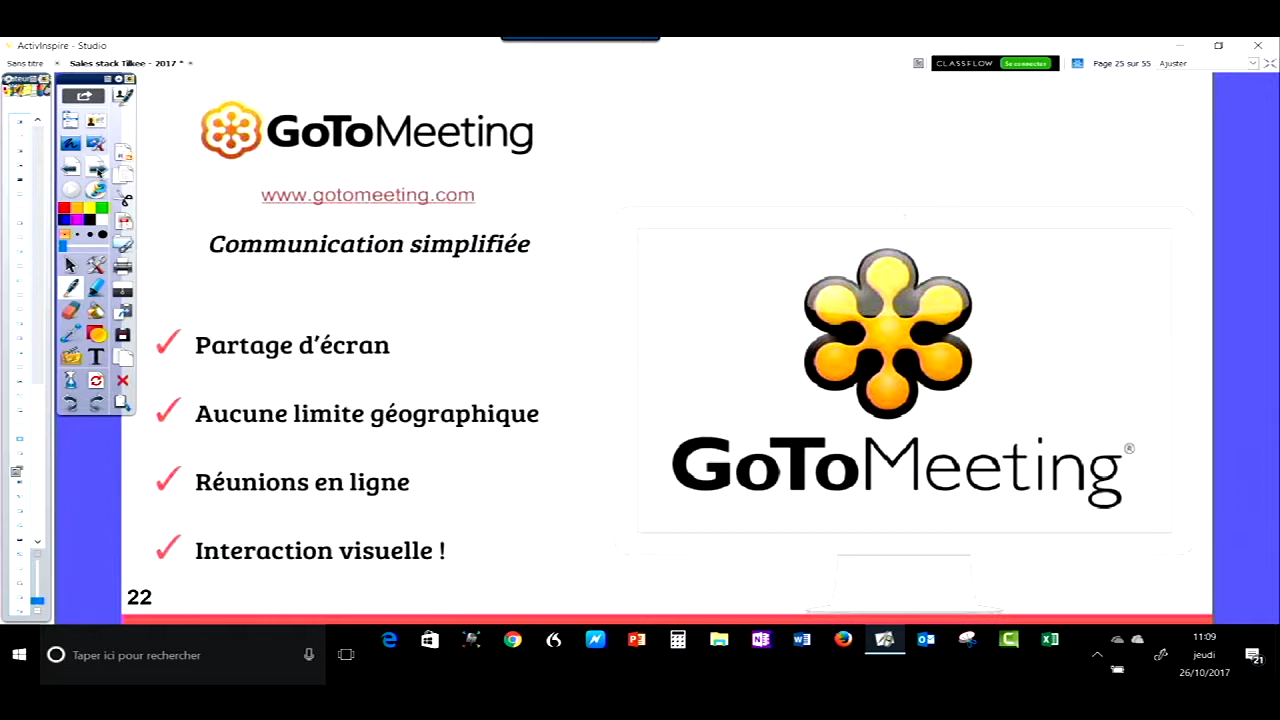 ActivInspire - Studio
Sans titre
Sales stack Tilkee - 2017 *
CLASSFLOW
Se connecter
Page 25 sur 55
Ajuster
GoToMeeting
www.gotomeeting.com
Communication simplifiée
Partage d'écran
Aucune limite géographique
Réunions en ligne
Interaction visuelle !
22
GoToMeeting®
Taper ici pour rechercher
11:09
jeudi
26/10/2017
21